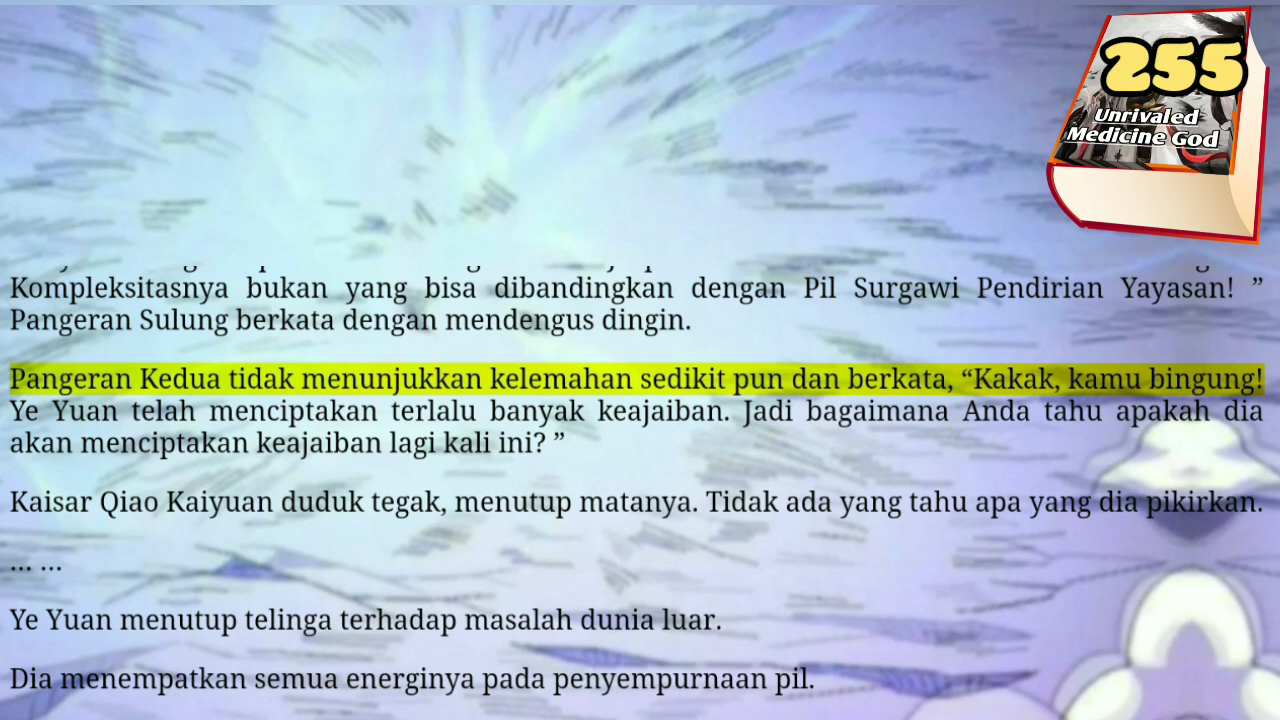 255
Unrivaled
Medicine God
Kompleksitasnya bukan yang bisa dibandingkan dengan Pil Surgawi Pendirian Yayasan! ”
Pangeran Sulung berkata dengan mendengus dingin.
Pangeran Kedua tidak menunjukkan kelemahan sedikit pun dan berkata, “Kakak, kamu bingung!
Ye Yuan telah menciptakan terlalu banyak keajaiban. Jadi bagaimana Anda tahu apakah dia
akan menciptakan keajaiban lagi kali ini? ”
Kaisar Qiao Kaiyuan duduk tegak, menutup matanya. Tidak ada yang tahu apa yang dia pikirkan.
... ...
Ye Yuan menutup telinga terhadap masalah dunia luar.
Dia menempatkan semua energinya pada penyempurnaan pil.